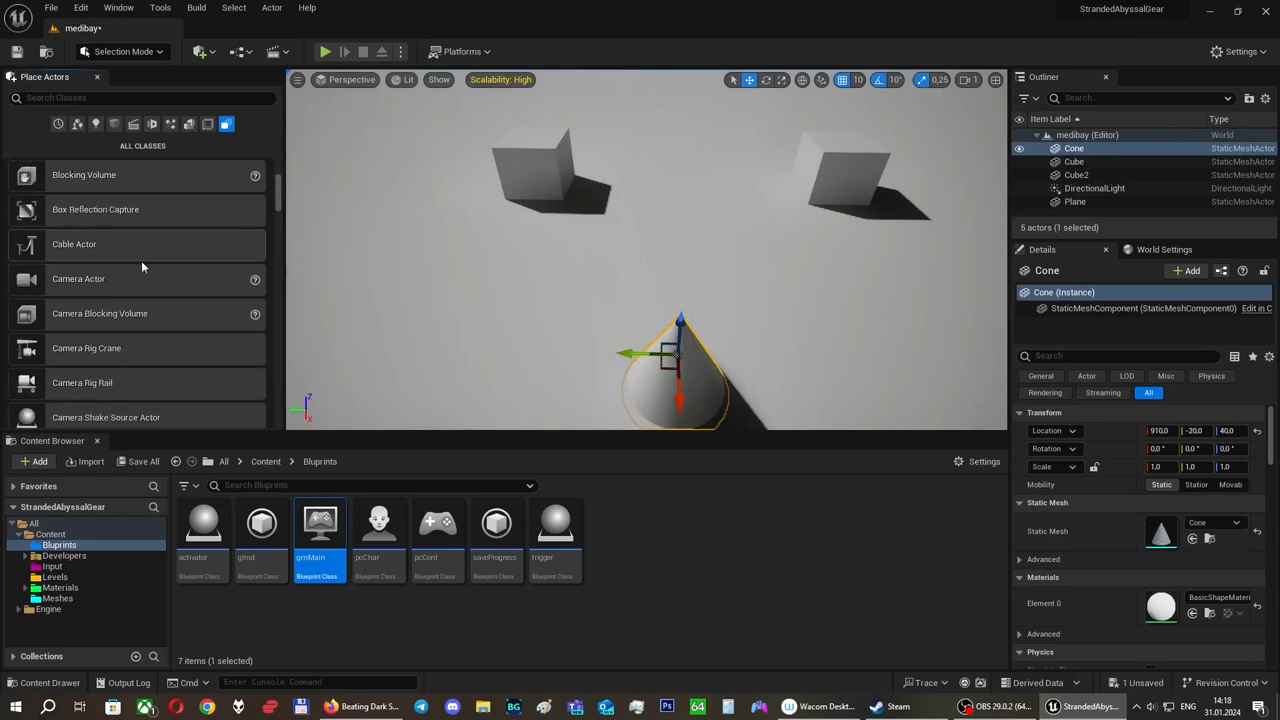 File Edit Window Tools Build Select Actor Help
StrandedAbyssalGear
medibay*
Selection Mode
Platforms
Settings
Place Actors
Search Classes
ALL CLASSES
Blocking Volume
Box Reflection Capture
Cable Actor
Camera Actor
Camera Blocking Volume
Camera Rig Crane
Camera Rig Rail
Camera Shake Source Actor
Perspective Lit Show Scalability: High
10 10° 0,25 1
Z
X
Outliner
Search...
Item Label Type
medibay (Editor) World
Cone StaticMeshActor
Cube StaticMeshActor
Cube2 StaticMeshActor
DirectionalLight DirectionalLight
Plane StaticMeshActor
5 actors (1 selected)
Details World Settings
Cone Add
Cone (Instance)
StaticMeshComponent (StaticMeshComponent0) Edit in C
Search
General Actor LOD Misc Physics
Rendering Streaming All
Transform
Location 910,0 -20,0 40,0
Rotation 0,0° 0,0° 0,0°
Scale 1,0 1,0 1,0
Mobility Static Station Movab
Static Mesh
Static Mesh Cone
Advanced
Materials
Element 0 BasicShapeMateri
Advanced
Physics
Content Browser
Add Import Save All All Content Bluprints Settings
Favorites
StrandedAbyssalGear
All
Content
Bluprints
Developers
Input
Levels
Materials
Meshes
Engine
Collections
Search Bluprints
activator gInst gmMain pcChar pcCont saveProgress trigger
Blueprint Class Blueprint Class Blueprint Class Blueprint Class Blueprint Class Blueprint Class Blueprint Class
7 items (1 selected)
Content Drawer Output Log Cmd Enter Console Command Trace Derived Data 1 Unsaved Revision Control
Beating Dark S... Wacom Deskt... Steam OBS 29.0.2 (64... StrandedAbyss...
14:18
31.01.2024